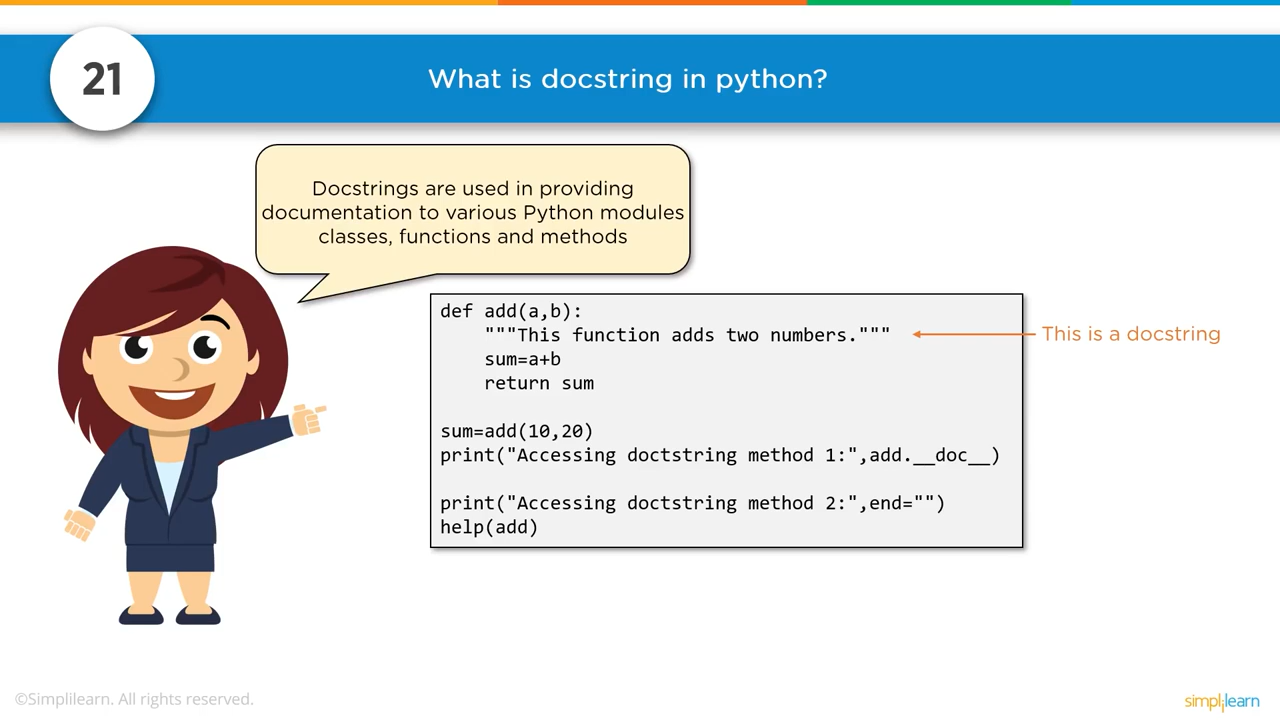 21
What is docstring in python?
Docstrings are used in providing
documentation to various Python modules
classes, functions and methods
def add(a,b):
    """This function adds two numbers."""
    sum=a+b
    return sum
This is a docstring
sum=add(10,20)
print("Accessing doctstring method 1:",add.__doc__)
print("Accessing doctstring method 2:",end="")
help(add)
©Simplilearn. All rights reserved.
simplilearn